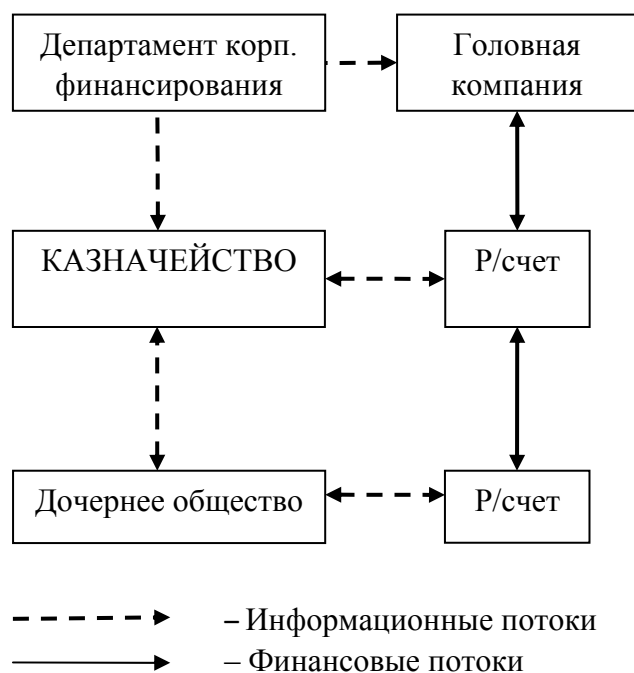 Департамент корп.
финансирования
Головная
компания
КАЗНАЧЕЙСТВО
Р/счет
Дочернее общество
Р/счет
– Информационные потоки
– Финансовые потоки